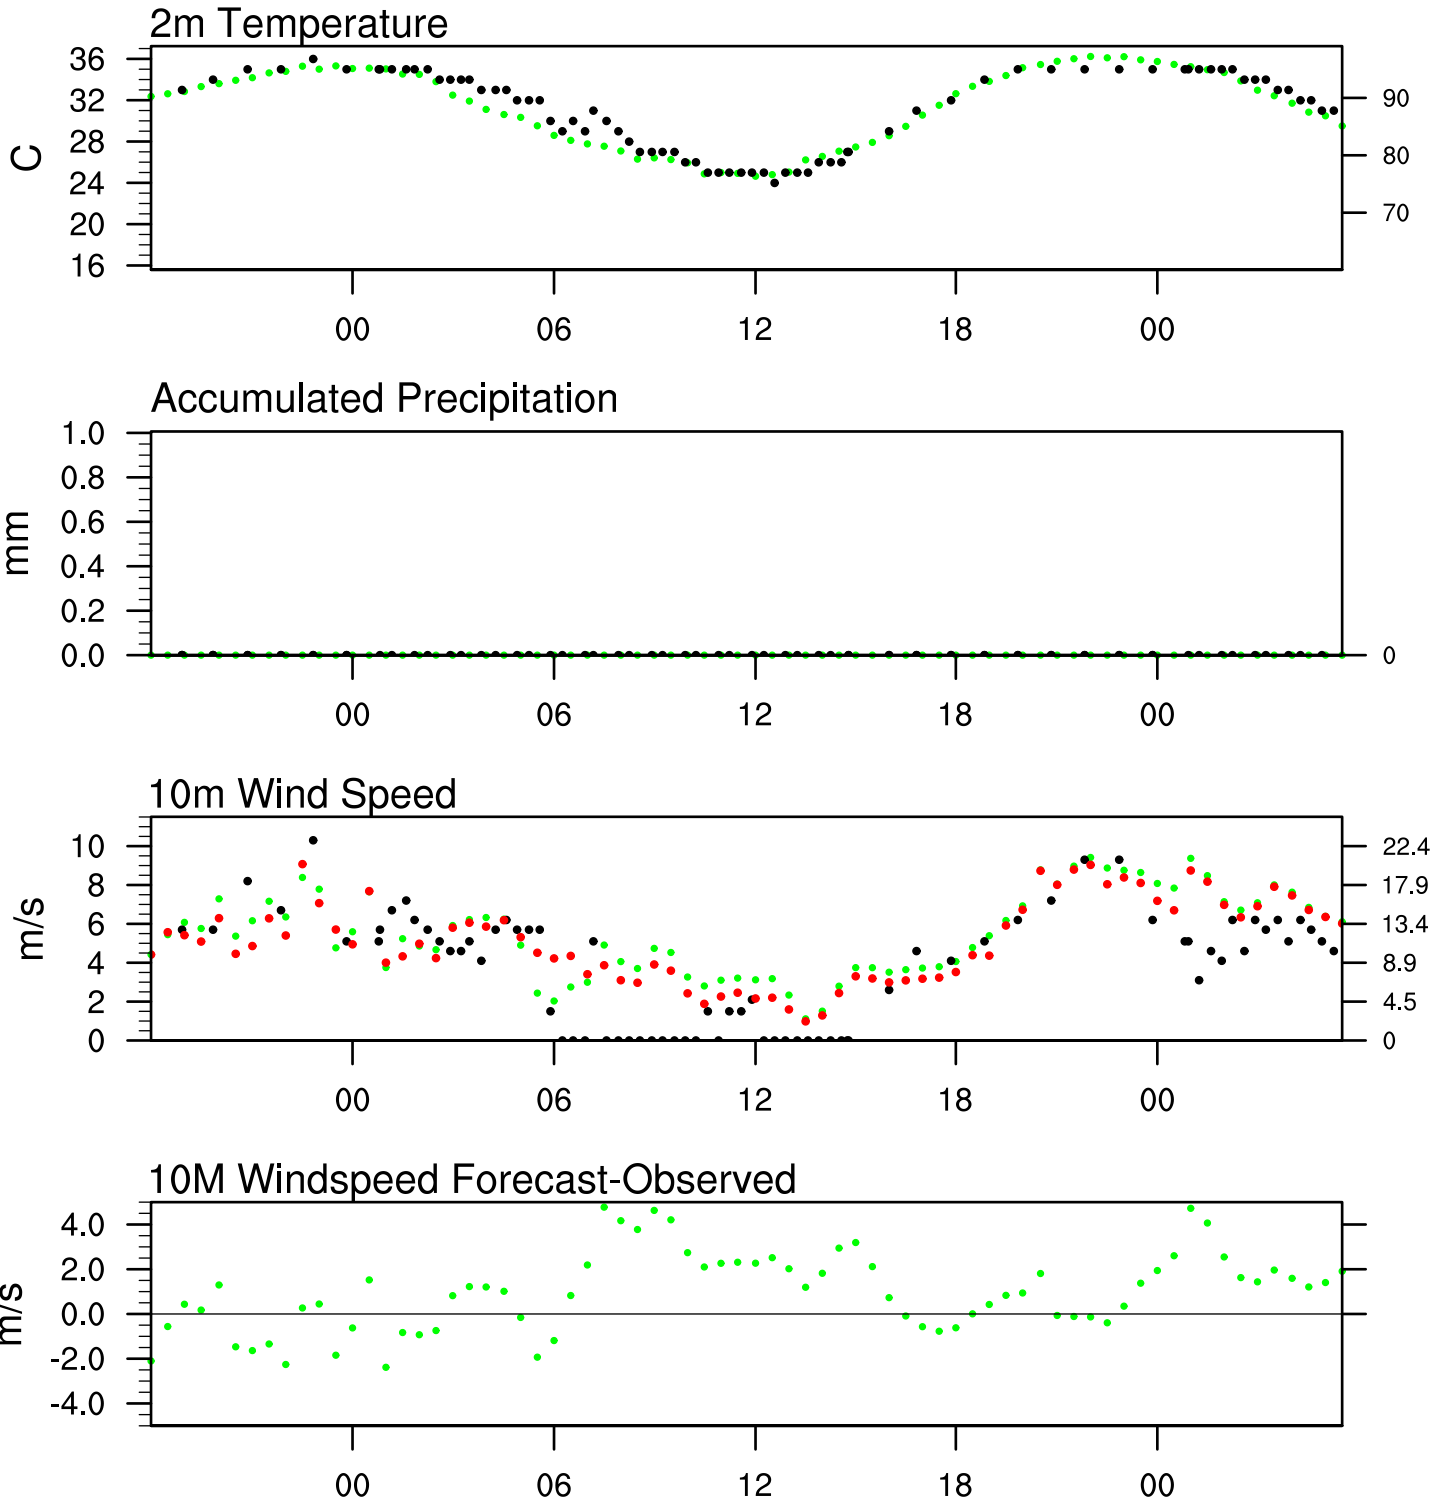 2m Temperature
36
32
28
24
20
16
C
90
80
70
00 06 12 18 00
Accumulated Precipitation
1.0
0.8
0.6
0.4
0.2
0.0
mm
0
00 06 12 18 00
10m Wind Speed
10
8
6
4
2
0
m/s
22.4
17.9
13.4
8.9
4.5
0
00 06 12 18 00
10M Windspeed Forecast-Observed
4.0
2.0
0.0
-2.0
-4.0
m/s
00 06 12 18 00